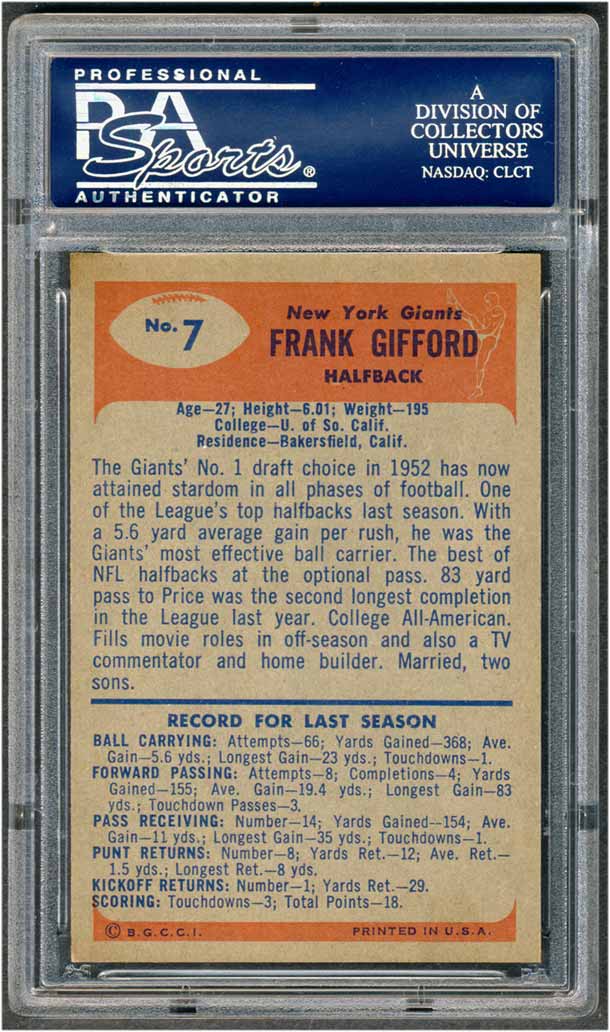 PROFESSIONAL
PSA
Sports®
AUTHENTICATOR
A
DIVISION OF
COLLECTORS
UNIVERSE
NASDAQ: CLCT
No. 7
New York Giants
FRANK GIFFORD
HALFBACK
Age—27; Height—6.01; Weight—195
College—U. of So. Calif.
Residence—Bakersfield, Calif.
The Giants' No. 1 draft choice in 1952 has now
attained stardom in all phases of football. One
of the League's top halfbacks last season. With
a 5.6 yard average gain per rush, he was the
Giants' most effective ball carrier. The best of
NFL halfbacks at the optional pass. 83 yard
pass to Price was the second longest completion
in the League last year. College All-American.
Fills movie roles in off-season and also a TV
commentator and home builder. Married, two
sons.
RECORD FOR LAST SEASON
BALL CARRYING: Attempts—66; Yards Gained—368; Ave.
Gain—5.6 yds.; Longest Gain—23 yds.; Touchdowns—1.
FORWARD PASSING: Attempts—8; Completions—4; Yards
Gained—155; Ave. Gain—19.4 yds.; Longest Gain—83
yds.; Touchdown Passes—3.
PASS RECEIVING: Number—14; Yards Gained—154; Ave.
Gain—11 yds.; Longest Gain—35 yds.; Touchdowns—1.
PUNT RETURNS: Number—8; Yards Ret.—12; Ave. Ret.—
1.5 yds.; Longest Ret.—8 yds.
KICKOFF RETURNS: Number—1; Yards Ret.—29.
SCORING: Touchdowns—3; Total Points—18.
© B.G.C.C.I.
PRINTED IN U.S.A.